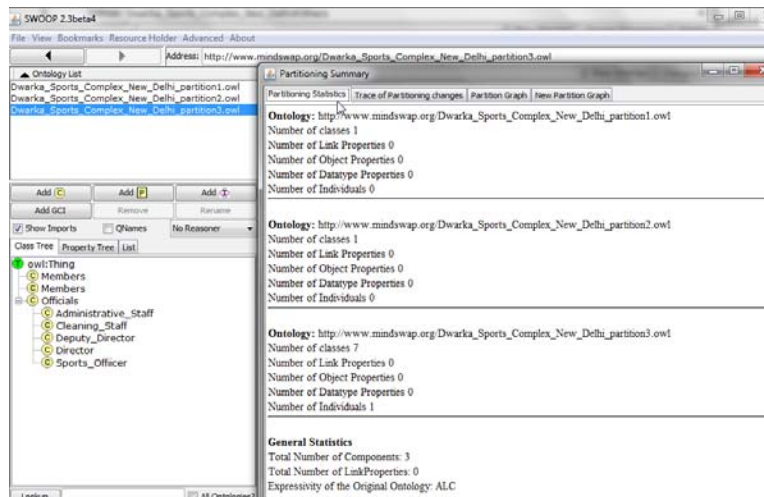 SWOOP 2.3beta4
File View Bookmarks Resource Holder Advanced About
Address: http://www.mindswap.org/Dwarka_Sports_Complex_New_Delhi_partition3.owl
Ontology List
Dwarka_Sports_Complex_New_Delhi_partition1.owl
Dwarka_Sports_Complex_New_Delhi_partition2.owl
Dwarka_Sports_Complex_New_Delhi_partition3.owl
Add C Add P Add I
Add GCI Remove Rename
Show Imports QNames No Reasoner
Class Tree Property Tree List
owl:Thing
Members
Members
Officials
Administrative_Staff
Cleaning_Staff
Deputy_Director
Director
Sports_Offiicer
Lookup All Ontologies?
Partitioning Summary
Partitioning Statistics Trace of Partitioning changes Partition Graph New Partition Graph
Ontology: http://www.mindswap.org/Dwarka_Sports_Complex_New_Delhi_partition1.owl
Number of classes 1
Number of Link Properties 0
Number of Object Properties 0
Number of Datatype Properties 0
Number of Individuals 0
Ontology: http://www.mindswap.org/Dwarka_Sports_Complex_New_Delhi_partition2.owl
Number of classes 1
Number of Link Properties 0
Number of Object Properties 0
Number of Datatype Properties 0
Number of Individuals 0
Ontology: http://www.mindswap.org/Dwarka_Sports_Complex_New_Delhi_partition3.owl
Number of classes 7
Number of Link Properties 0
Number of Object Properties 0
Number of Datatype Properties 0
Number of Individuals 1
General Statistics
Total Number of Components: 3
Total Number of LinkProperties: 0
Expressivity of the Original Ontology: ALC